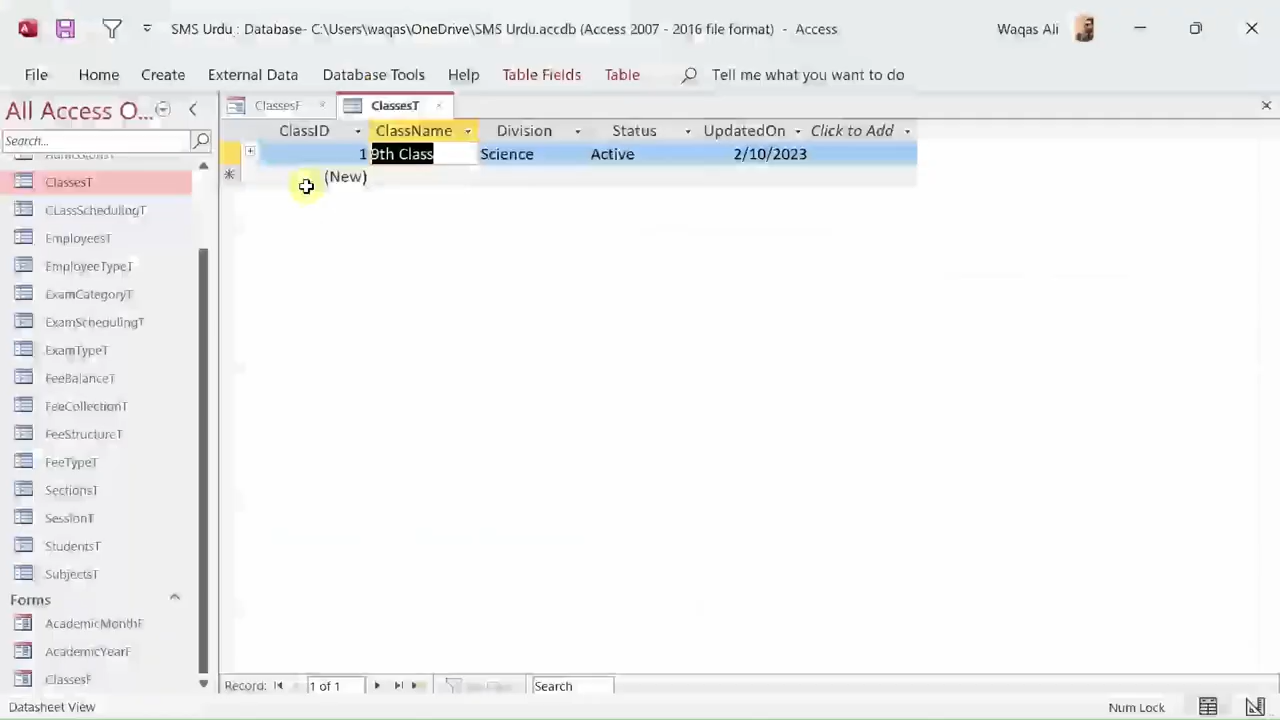 SMS Urdu : Database- C:\Users\waqas\OneDrive\SMS Urdu.accdb (Access 2007 - 2016 file format) - Access
Waqas Ali
File Home Create External Data Database Tools Help Table Fields Table Tell me what you want to do
All Access O...
Search...
ClassesT
CLassSchedulingT
EmployeesT
EmployeeTypeT
ExamCategoryT
ExamSchedulingT
ExamTypeT
FeeBalanceT
FeeCollectionT
FeeStructureT
FeeTypeT
SectionsT
SessionT
StudentsT
SubjectsT
Forms
AcademicMonthF
AcademicYearF
ClassesF
ClassesF ClassesT
ClassID ClassName Division Status UpdatedOn Click to Add
1 9th Class Science Active 2/10/2023
(New)
Record: 1 of 1 Search
Datasheet View Num Lock